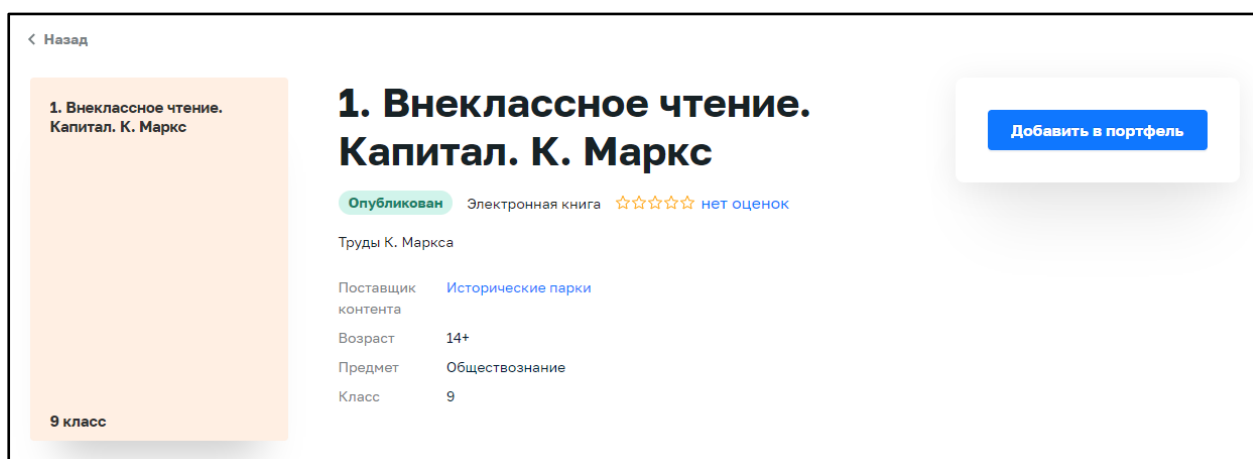 Назад
1. Внеклассное чтение.
Капитал. К. Маркс
9 класс
1. Внеклассное чтение.
Капитал. К. Маркс
Опубликован Электронная книга нет оценок
Труды К. Маркса
Поставщик контента Исторические парки
Возраст 14+
Предмет Обществознание
Класс 9
Добавить в портфель